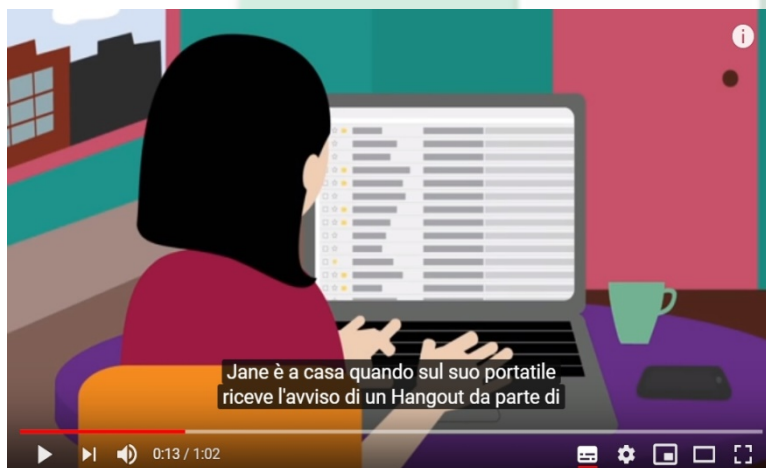 Jane è a casa quando sul suo portatile
riceve l'avviso di un Hangout da parte di
0:13 / 1:02